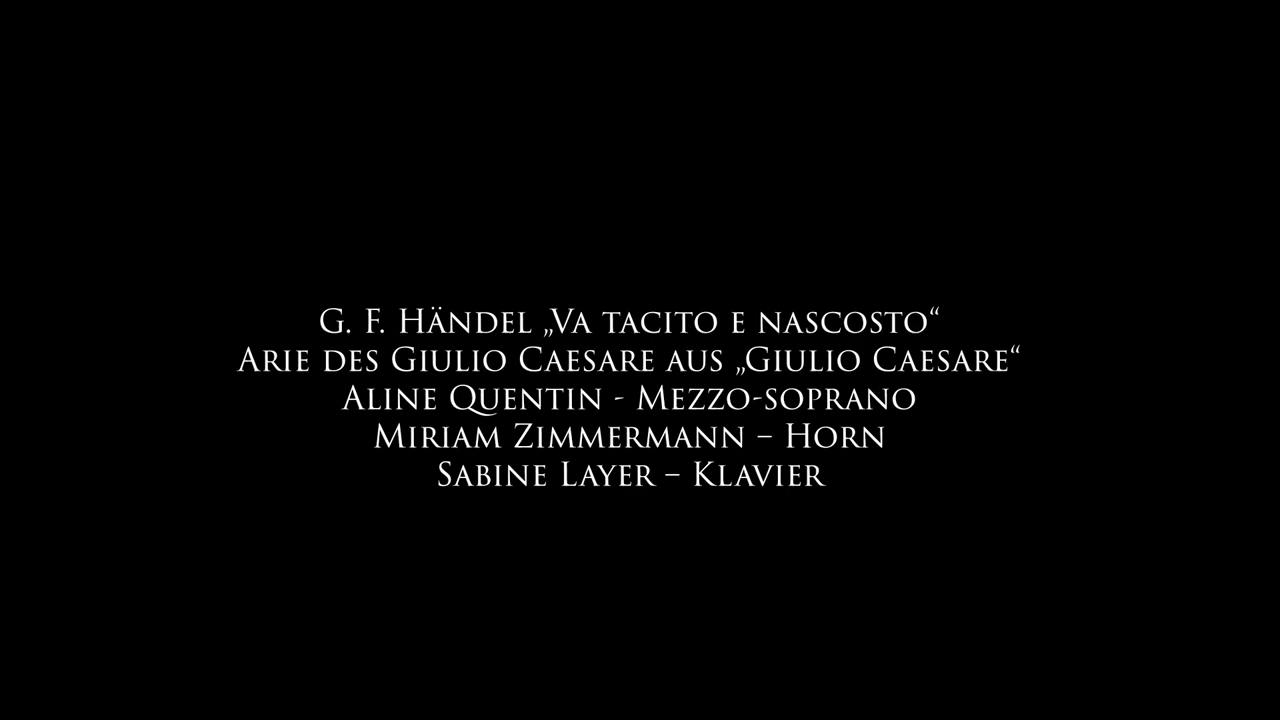 G. F. Händel „Va tacito e nascosto“
Arie des Giulio Caesare aus „Giulio Caesare“
Aline Quentin - Mezzo-soprano
Miriam Zimmermann – Horn
Sabine Layer – Klavier